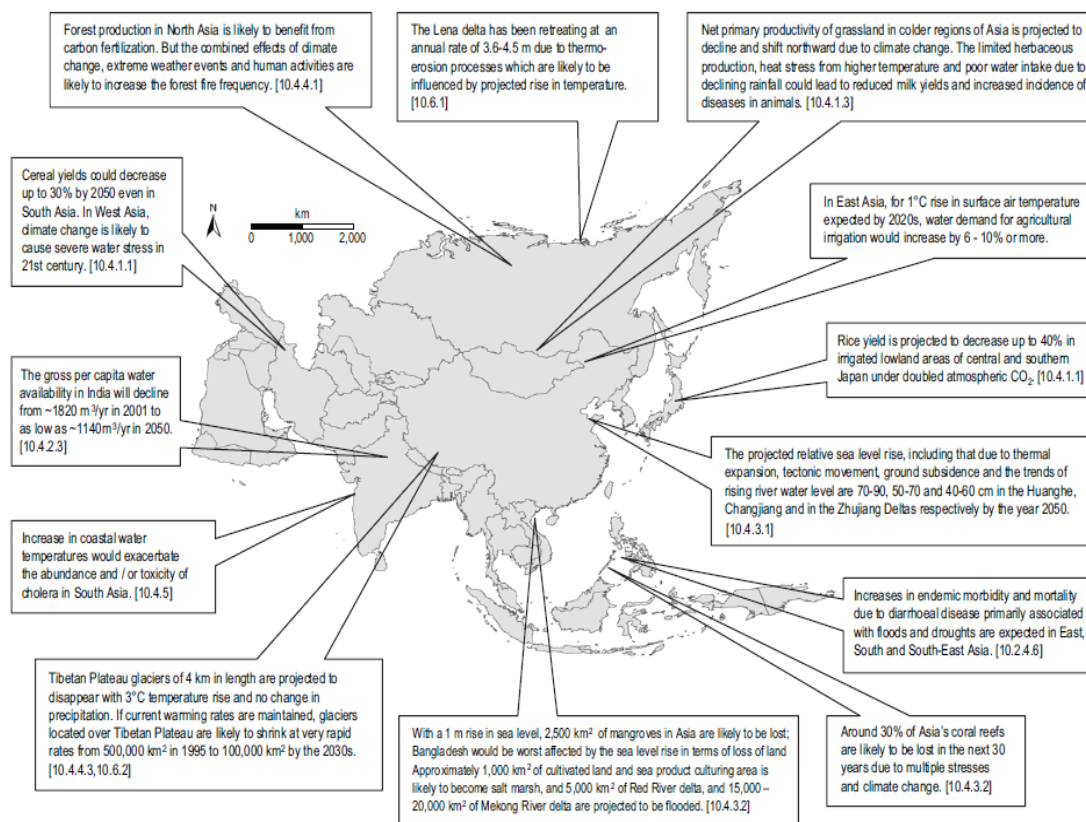 Forest production in North Asia is likely to benefit from
carbon fertilization. But the combined effects of climate
change, extreme weather events and human activities are
likely to increase the forest fire frequency. [10.4.4.1]
The Lena delta has been retreating at an
annual rate of 3.6-4.5 m due to thermo-
erosion processes which are likely to be
influenced by projected rise in temperature.
[10.6.1]
Net primary productivity of grassland in colder regions of Asia is projected to
decline and shift northward due to climate change. The limited herbaceous
production, heat stress from higher temperature and poor water intake due to
declining rainfall could lead to reduced milk yields and increased incidence of
diseases in animals. [10.4.1.3]
Cereal yields could decrease
up to 30% by 2050 even in
South Asia. In West Asia,
climate change is likely to
cause severe water stress in
21st century. [10.4.1.1]
N
km
0 1,000 2,000
In East Asia, for 1°C rise in surface air temperature
expected by 2020s, water demand for agricultural
irrigation would increase by 6 - 10% or more.
Rice yield is projected to decrease up to 40% in
irrigated lowland areas of central and southern
Japan under doubled atmospheric CO₂. [10.4.1.1]
The gross per capita water
availability in India will decline
from ~1820 m³/yr in 2001 to
as low as ~1140m³/yr in 2050.
[10.4.2.3]
The projected relative sea level rise, including that due to thermal
expansion, tectonic movement, ground subsidence and the trends of
rising river water level are 70-90, 50-70 and 40-60 cm in the Huanghe,
Changjiang and in the Zhujiang Deltas respectively by the year 2050.
[10.4.3.1]
Increase in coastal water
temperatures would exacerbate
the abundance and / or toxicity of
cholera in South Asia. [10.4.5]
Increases in endemic morbidity and mortality
due to diarrhoeal disease primarily associated
with floods and droughts are expected in East,
South and South-East Asia. [10.2.4.6]
Tibetan Plateau glaciers of 4 km in length are projected to
disappear with 3°C temperature rise and no change in
precipitation. If current warming rates are maintained, glaciers
located over Tibetan Plateau are likely to shrink at very rapid
rates from 500,000 km² in 1995 to 100,000 km² by the 2030s.
[10.4.4.3,10.6.2]
With a 1 m rise in sea level, 2,500 km² of mangroves in Asia are likely to be lost;
Bangladesh would be worst affected by the sea level rise in terms of loss of land
Approximately 1,000 km² of cultivated land and sea product culturing area is
likely to become salt marsh, and 5,000 km² of Red River delta, and 15,000 –
20,000 km² of Mekong River delta are projected to be flooded. [10.4.3.2]
Around 30% of Asia's coral reefs
are likely to be lost in the next 30
years due to multiple stresses
and climate change. [10.4.3.2]